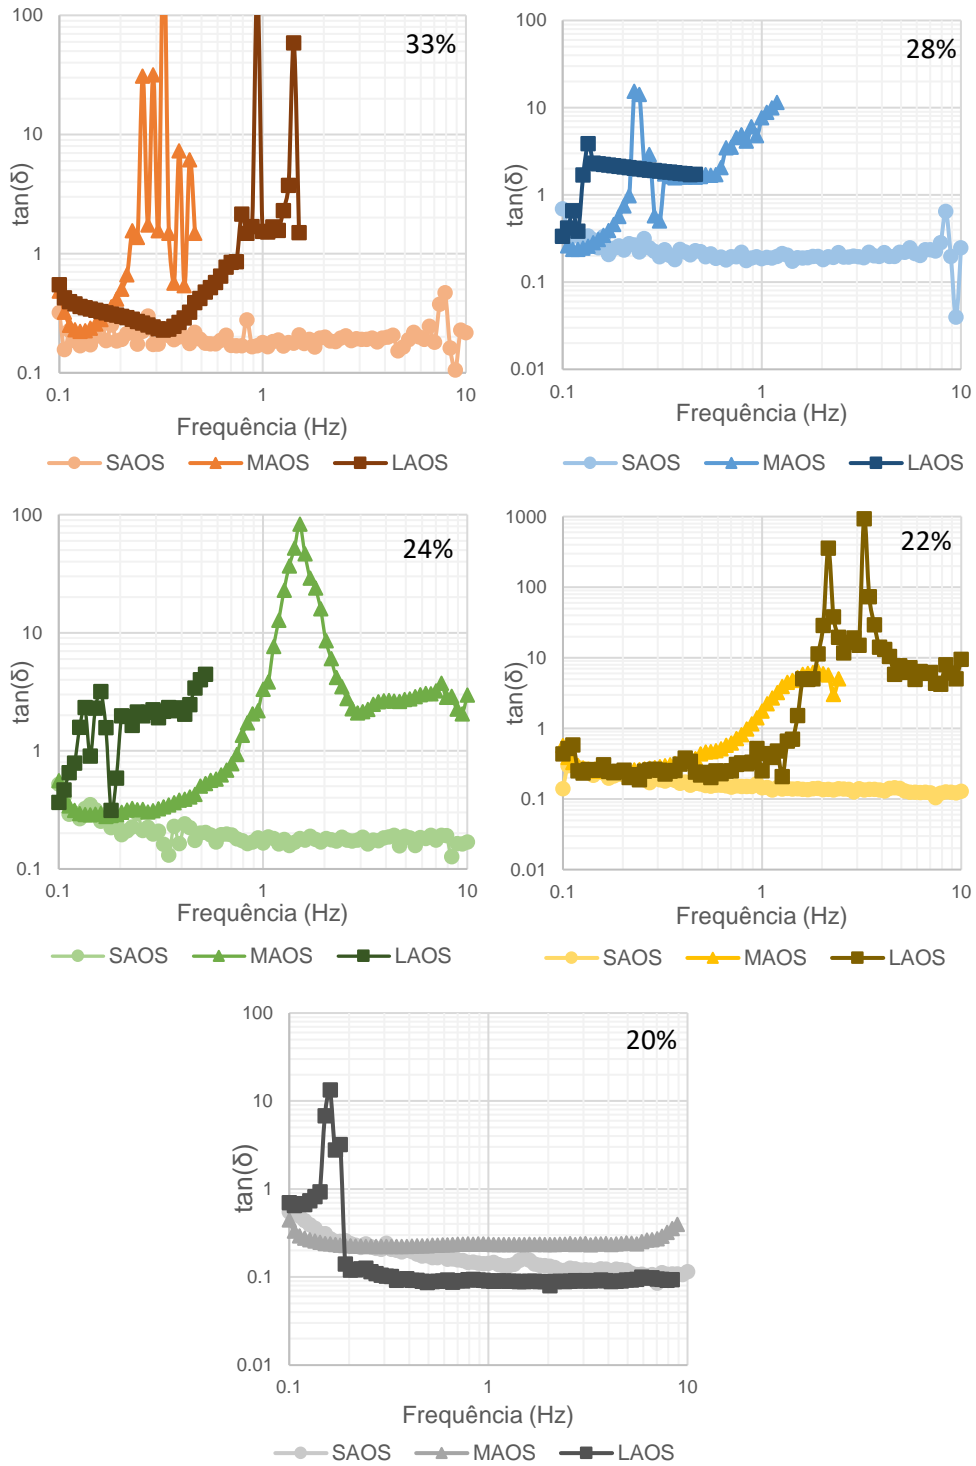 33%
100
10
1
0.1
tan(δ)
0.1
1
10
Frequência (Hz)
SAOS MAOS LAOS
28%
100
10
1
0.1
0.01
tan(δ)
0.1
1
10
Frequência (Hz)
SAOS MAOS LAOS
24%
100
10
1
0.1
tan(δ)
0.1
1
10
Frequência (Hz)
SAOS MAOS LAOS
22%
1000
100
10
1
0.1
0.01
tan(δ)
0.1
1
10
Frequência (Hz)
SAOS MAOS LAOS
20%
100
10
1
0.1
0.01
tan(δ)
0.1
1
10
Frequência (Hz)
SAOS MAOS LAOS